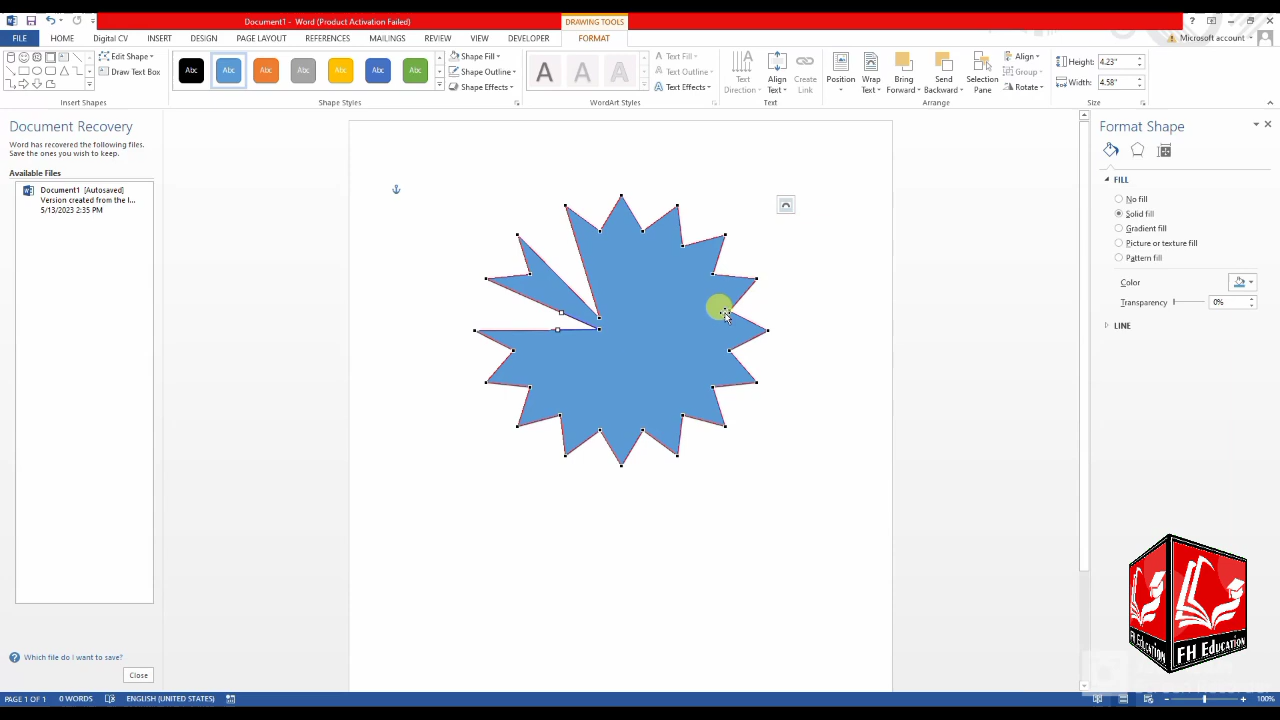 Document1 - Word (Product Activation Failed)
DRAWING TOOLS
FILE HOME Digital CV INSERT DESIGN PAGE LAYOUT REFERENCES MAILINGS REVIEW VIEW DEVELOPER FORMAT
Microsoft account
Edit Shape
Draw Text Box
Insert Shapes
Abc Abc Abc Abc Abc Abc Abc
Shape Styles
Shape Fill
Shape Outline
Shape Effects
A A A
WordArt Styles
Text Fill
Text Outline
Text Effects
Text Direction
Align Text
Create Link
Text
Position
Wrap Text
Bring Forward
Send Backward
Selection Pane
Align
Group
Rotate
Arrange
Height: 4.23"
Width: 4.58"
Size
Document Recovery
Word has recovered the following files.
Save the ones you wish to keep.
Available Files
Document1 [Autosaved]
Version created from the l...
5/13/2023 2:35 PM
Which file do I want to save?
Close
Format Shape
FILL
No fill
Solid fill
Gradient fill
Picture or texture fill
Pattern fill
Color
Transparency 0%
LINE
FH Education
FH Education
PAGE 1 OF 1 0 WORDS ENGLISH (UNITED STATES) 100%